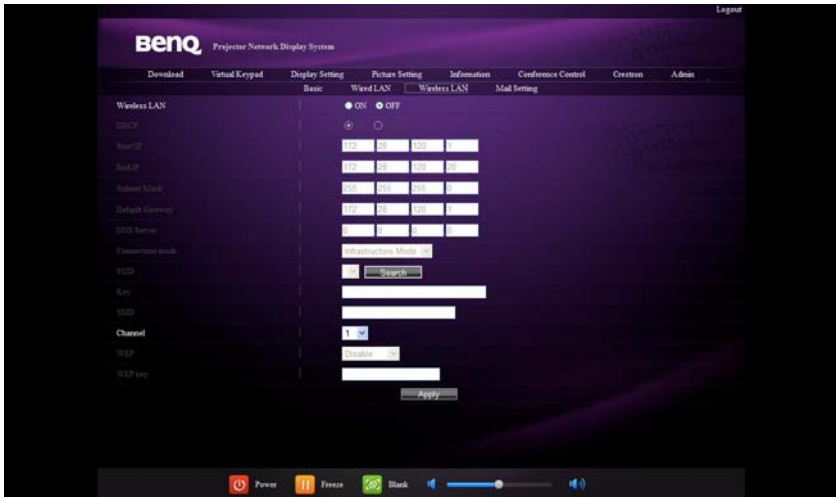 Logout
BenQ Projector Network Display System
Download Virtual Keypad Display Setting Picture Setting Information Conference Control Crestron Admin
Basic Wired LAN Wireless LAN Mail Setting
Wireless LAN ON OFF
DHCP
Start IP 172 28 120 1
End IP 172 28 120 20
Subnet Mask 255 255 255 0
Default Gateway 172 28 120 1
DNS Server 0 0 0 0
Connection mode Infrastructure Mode
SSID Search
Key
SSID
Channel 1
WEP Disable
WEP key
Apply
Power Freeze Blank